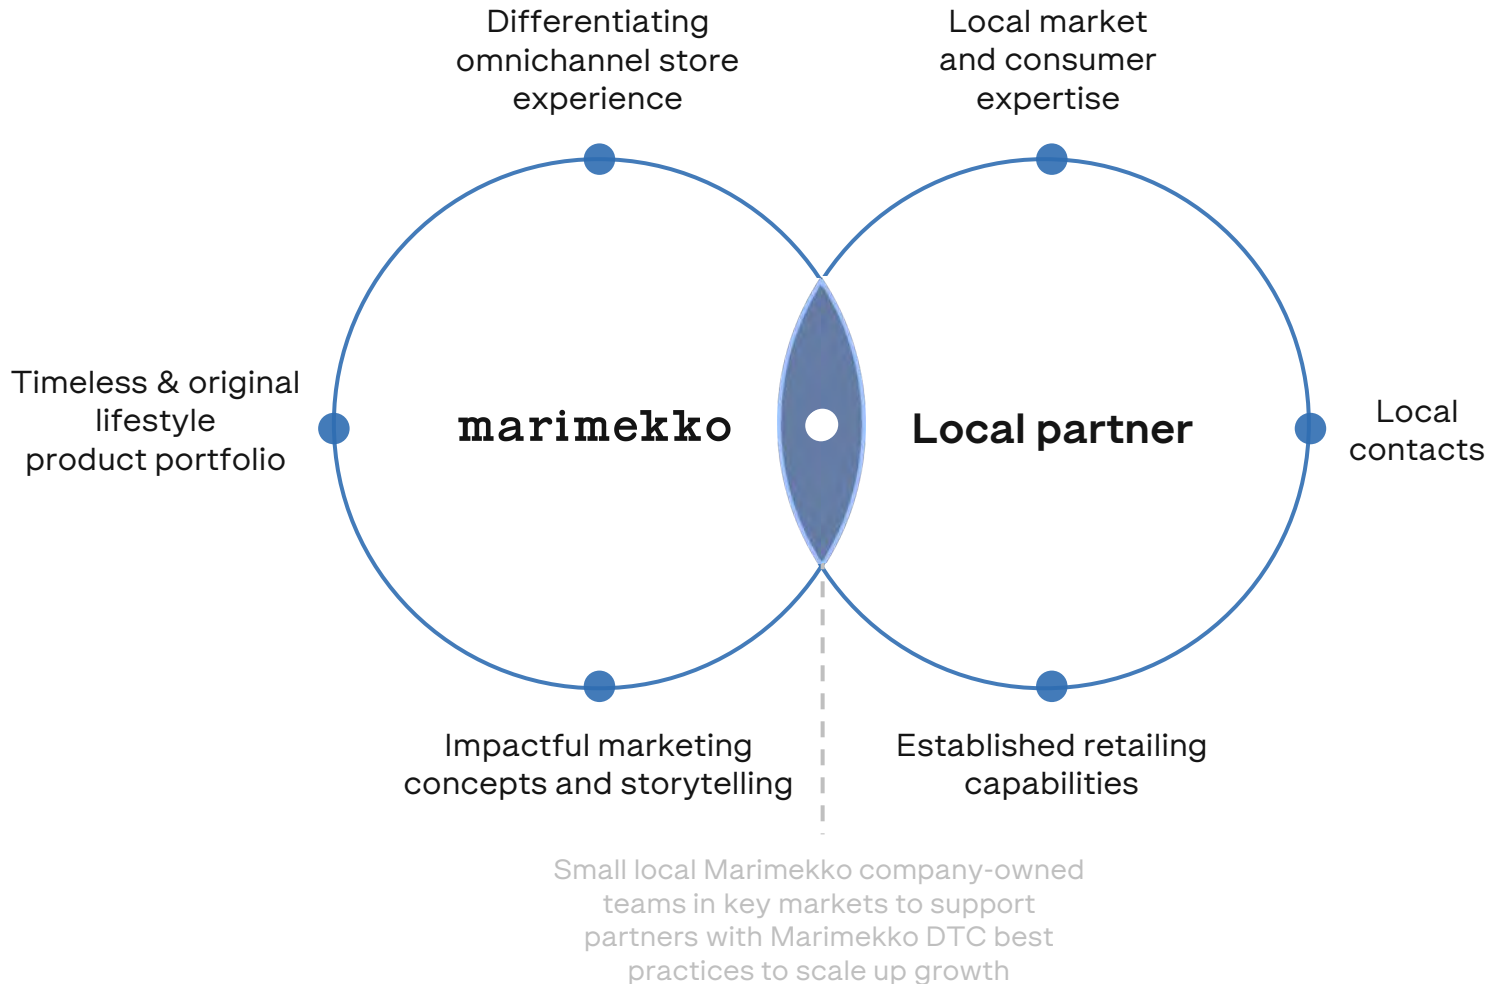 Differentiating
omnichannel store
experience
Local market
and consumer
expertise
Timeless & original
lifestyle
product portfolio
marimekko
Local partner
Local
contacts
Impactful marketing
concepts and storytelling
Established retailing
capabilities
Small local Marimekko company-owned
teams in key markets to support
partners with Marimekko DTC best
practices to scale up growth